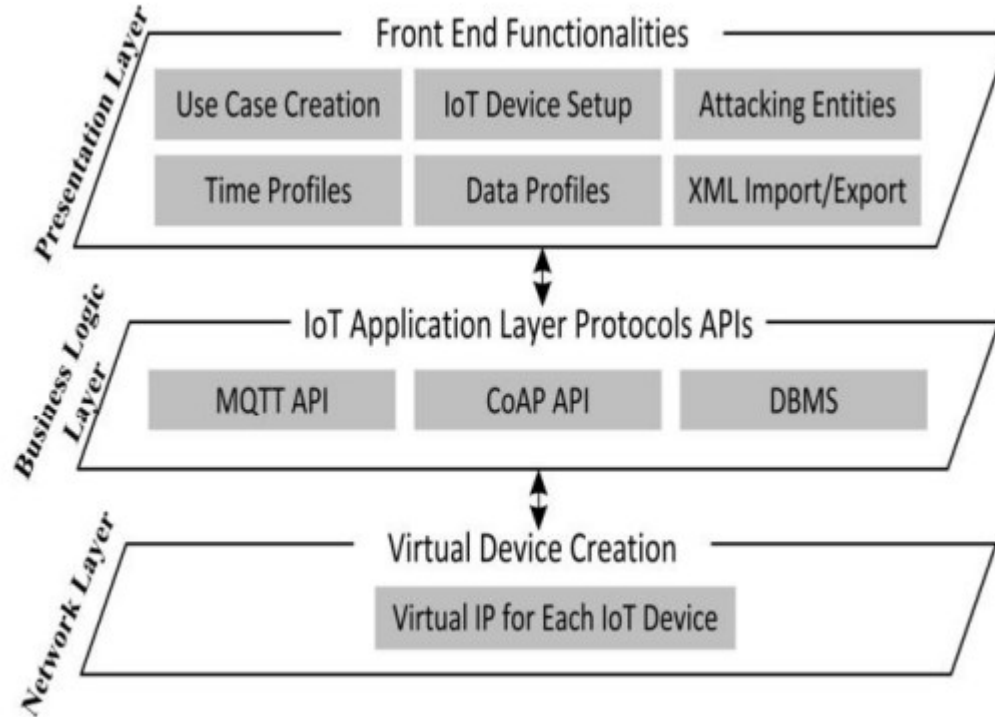 Presentation Layer
Front End Functionalities
Use Case Creation
IoT Device Setup
Attacking Entities
Time Profiles
Data Profiles
XML Import/Export
Business Logic
Layer
IoT Application Layer Protocols APIs
MQTT API
CoAP API
DBMS
Network Layer
Virtual Device Creation
Virtual IP for Each IoT Device